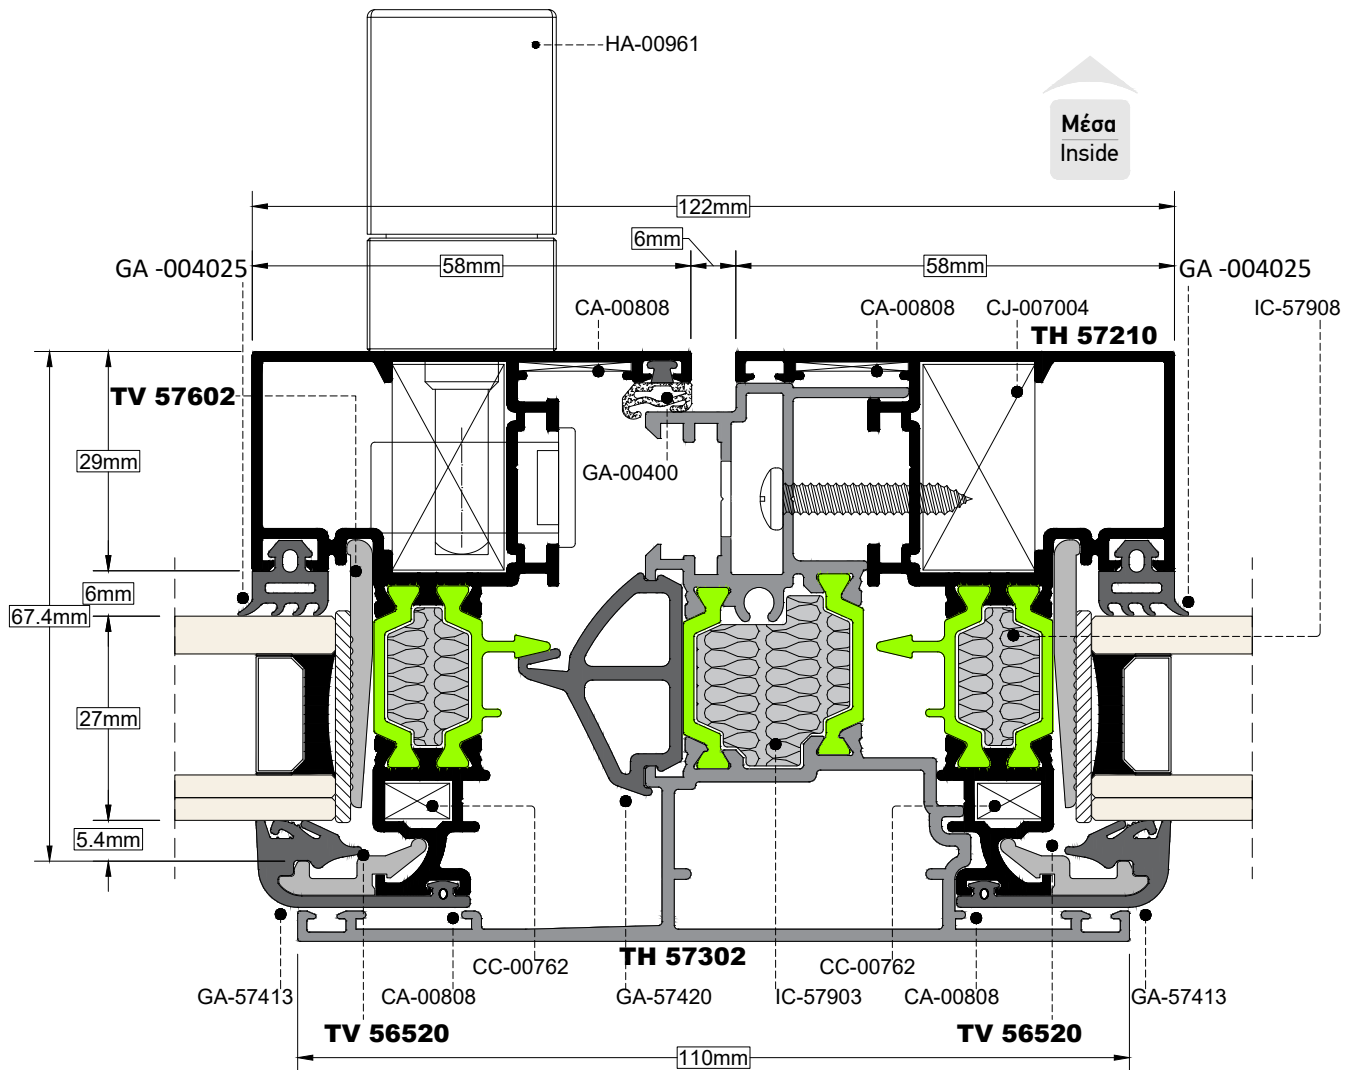 HA-00961
Μέσα
Inside
122mm
6mm
GA -004025
58mm
58mm
GA -004025
CA-00808
CA-00808
CJ-007004
IC-57908
TH 57210
TV 57602
29mm
GA-00400
6mm
67.4mm
27mm
5.4mm
TH 57302
CC-00762
CC-00762
GA-57413
CA-00808
GA-57420
IC-57903
CA-00808
GA-57413
TV 56520
TV 56520
110mm